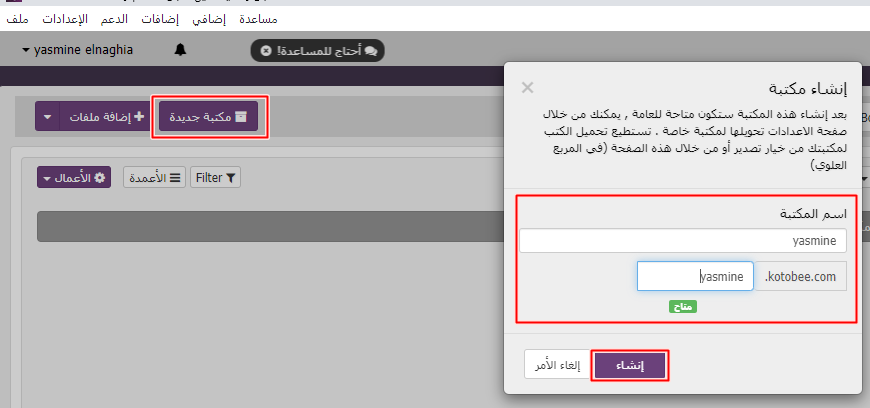 ملف الإعدادات الدعم إضافات إضافي مساعدة
أحتاج للمساعدة!
yasmine elnaghia
مكتبة جديدة
إضافة ملفات
Filter
الأعمدة
الأعمال
إنشاء مكتبة
بعد إنشاء هذه المكتبة ستكون متاحة للعامة , يمكنك من خلال
صفحة الاعدادات تحويلها لمكتبة خاصة . تستطيع تحميل الكتب
لمكتبتك من خيار تصدير أو من خلال هذه الصفحة (في المربع
العلوي)
اسم المكتبة
yasmine
yasmine .kotobee.com
متاح
إنشاء
إلغاء الأمر